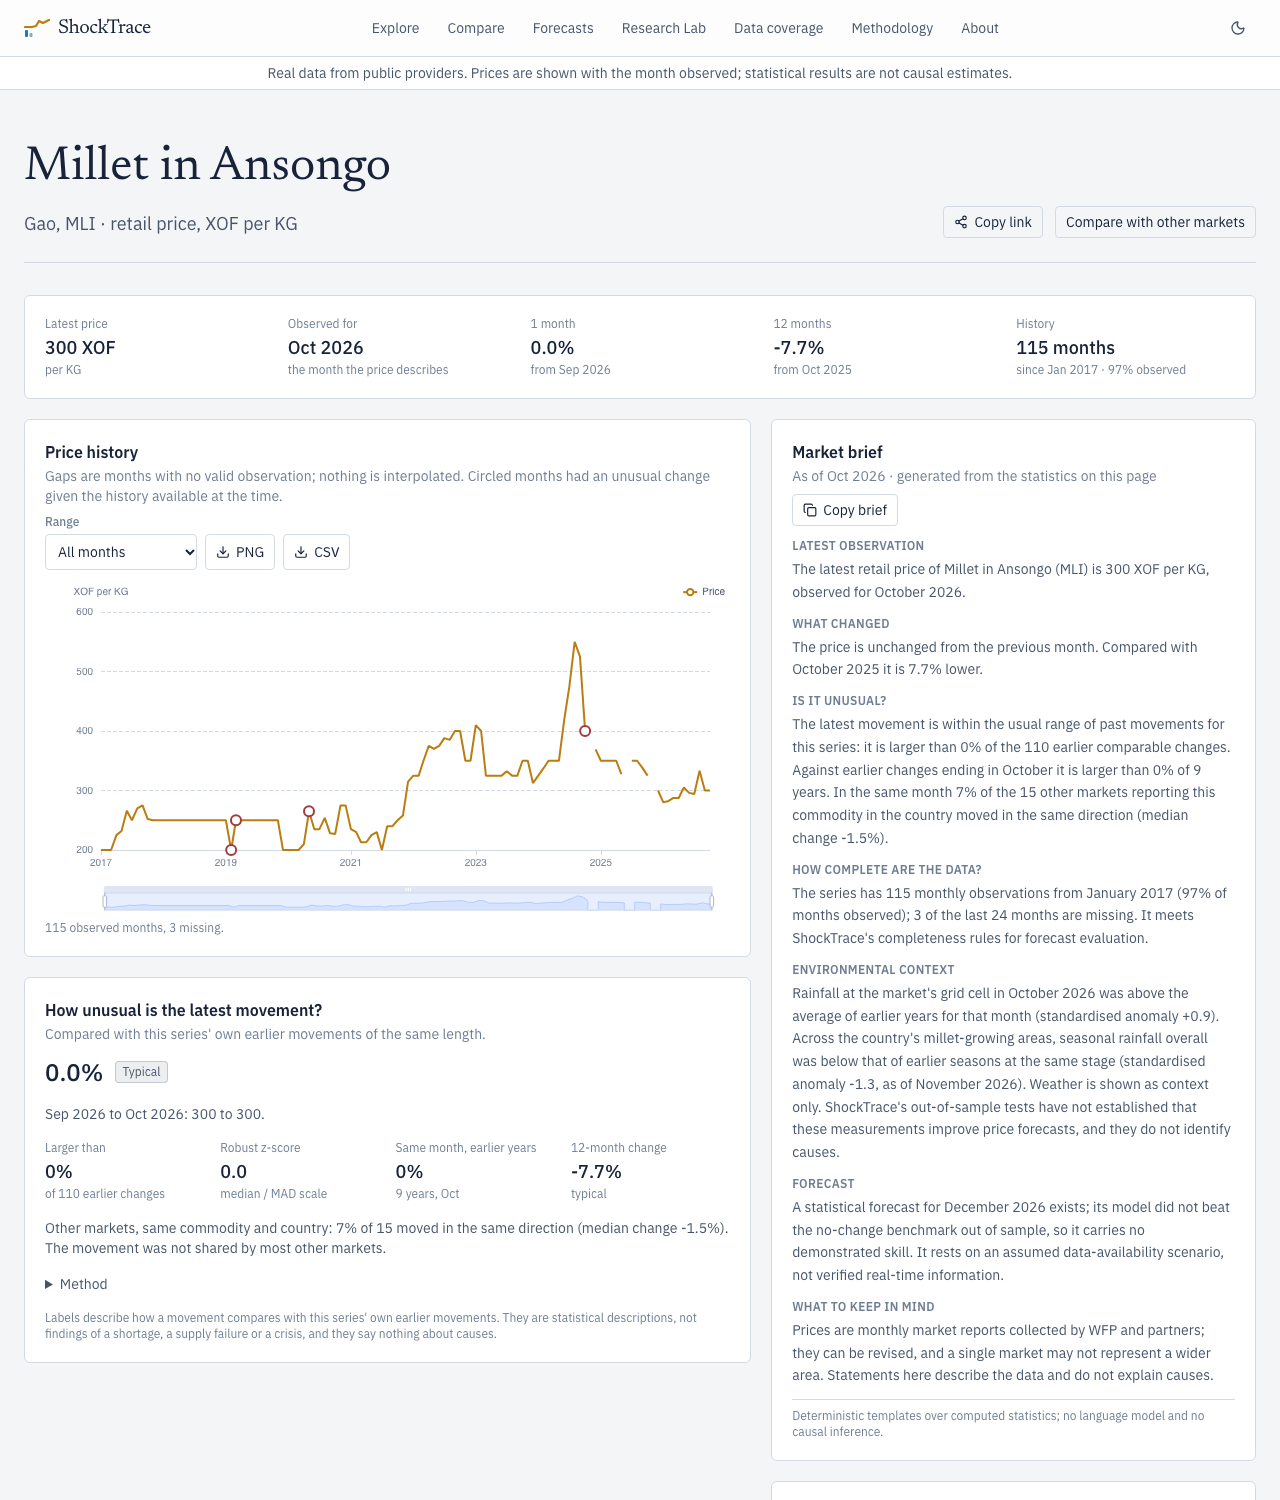 ShockTrace
Explore
Compare
Forecasts
Research Lab
Data coverage
Methodology
About
Real data from public providers. Prices are shown with the month observed; statistical results are not causal estimates.
Millet in Ansongo
Gao, MLI · retail price, XOF per KG
Copy link
Compare with other markets
Latest price
300 XOF
per KG
Observed for
Oct 2026
the month the price describes
1 month
0.0%
from Sep 2026
12 months
-7.7%
from Oct 2025
History
115 months
since Jan 2017 · 97% observed
Price history
Gaps are months with no valid observation; nothing is interpolated. Circled months had an unusual change
given the history available at the time.
Range
All months
PNG
CSV
XOF per KG
Price
600
500
400
300
200
2017
2019
2021
2023
2025
115 observed months, 3 missing.
How unusual is the latest movement?
Compared with this series' own earlier movements of the same length.
0.0%
Typical
Sep 2026 to Oct 2026: 300 to 300.
Larger than
0%
of 110 earlier changes
Robust z-score
0.0
median / MAD scale
Same month, earlier years
0%
9 years, Oct
12-month change
-7.7%
typical
Other markets, same commodity and country: 7% of 15 moved in the same direction (median change -1.5%).
The movement was not shared by most other markets.
Method
Labels describe how a movement compares with this series' own earlier movements. They are statistical descriptions, not
findings of a shortage, a supply failure or a crisis, and they say nothing about causes.
Market brief
As of Oct 2026 · generated from the statistics on this page
Copy brief
LATEST OBSERVATION
The latest retail price of Millet in Ansongo (MLI) is 300 XOF per KG,
observed for October 2026.
WHAT CHANGED
The price is unchanged from the previous month. Compared with
October 2025 it is 7.7% lower.
IS IT UNUSUAL?
The latest movement is within the usual range of past movements for
this series: it is larger than 0% of the 110 earlier comparable changes.
Against earlier changes ending in October it is larger than 0% of 9
years. In the same month 7% of the 15 other markets reporting this
commodity in the country moved in the same direction (median
change -1.5%).
HOW COMPLETE ARE THE DATA?
The series has 115 monthly observations from January 2017 (97% of
months observed); 3 of the last 24 months are missing. It meets
ShockTrace's completeness rules for forecast evaluation.
ENVIRONMENTAL CONTEXT
Rainfall at the market's grid cell in October 2026 was above the
average of earlier years for that month (standardised anomaly +0.9).
Across the country's millet-growing areas, seasonal rainfall overall
was below that of earlier seasons at the same stage (standardised
anomaly -1.3, as of November 2026). Weather is shown as context
only. ShockTrace's out-of-sample tests have not established that
these measurements improve price forecasts, and they do not identify
causes.
FORECAST
A statistical forecast for December 2026 exists; its model did not beat
the no-change benchmark out of sample, so it carries no
demonstrated skill. It rests on an assumed data-availability scenario,
not verified real-time information.
WHAT TO KEEP IN MIND
Prices are monthly market reports collected by WFP and partners;
they can be revised, and a single market may not represent a wider
area. Statements here describe the data and do not explain causes.
Deterministic templates over computed statistics; no language model and no
causal inference.